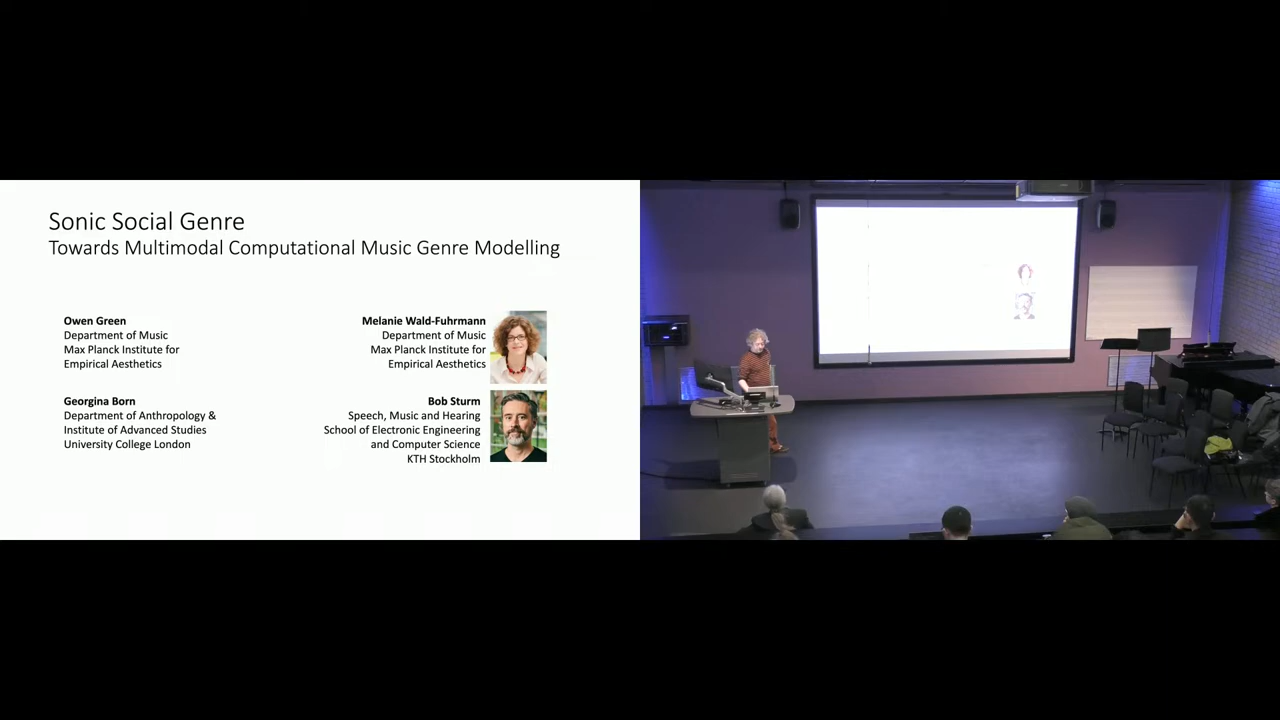 Sonic Social Genre
Towards Multimodal Computational Music Genre Modelling
Owen Green
Department of Music
Max Planck Institute for
Empirical Aesthetics
Georgina Born
Department of Anthropology &
Institute of Advanced Studies
University College London
Melanie Wald-Fuhrmann
Department of Music
Max Planck Institute for
Empirical Aesthetics
Bob Sturm
Speech, Music and Hearing
School of Electronic Engineering
and Computer Science
KTH Stockholm